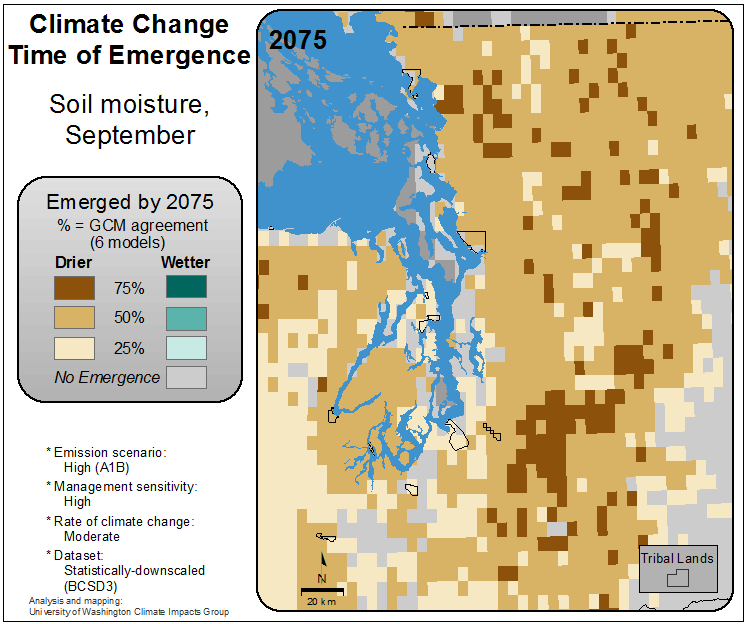 Climate Change
Time of Emergence
Soil moisture,
September
Emerged by 2075
% = GCM agreement
(6 models)
Drier Wetter
75%
50%
25%
No Emergence
* Emission scenario:
High (A1B)
* Management sensitivity:
High
* Rate of climate change:
Moderate
* Dataset:
Statistically-downscaled
(BCSD3)
Analysis and mapping:
University of Washington Climate Impacts Group
2075
N
20 km
Tribal Lands